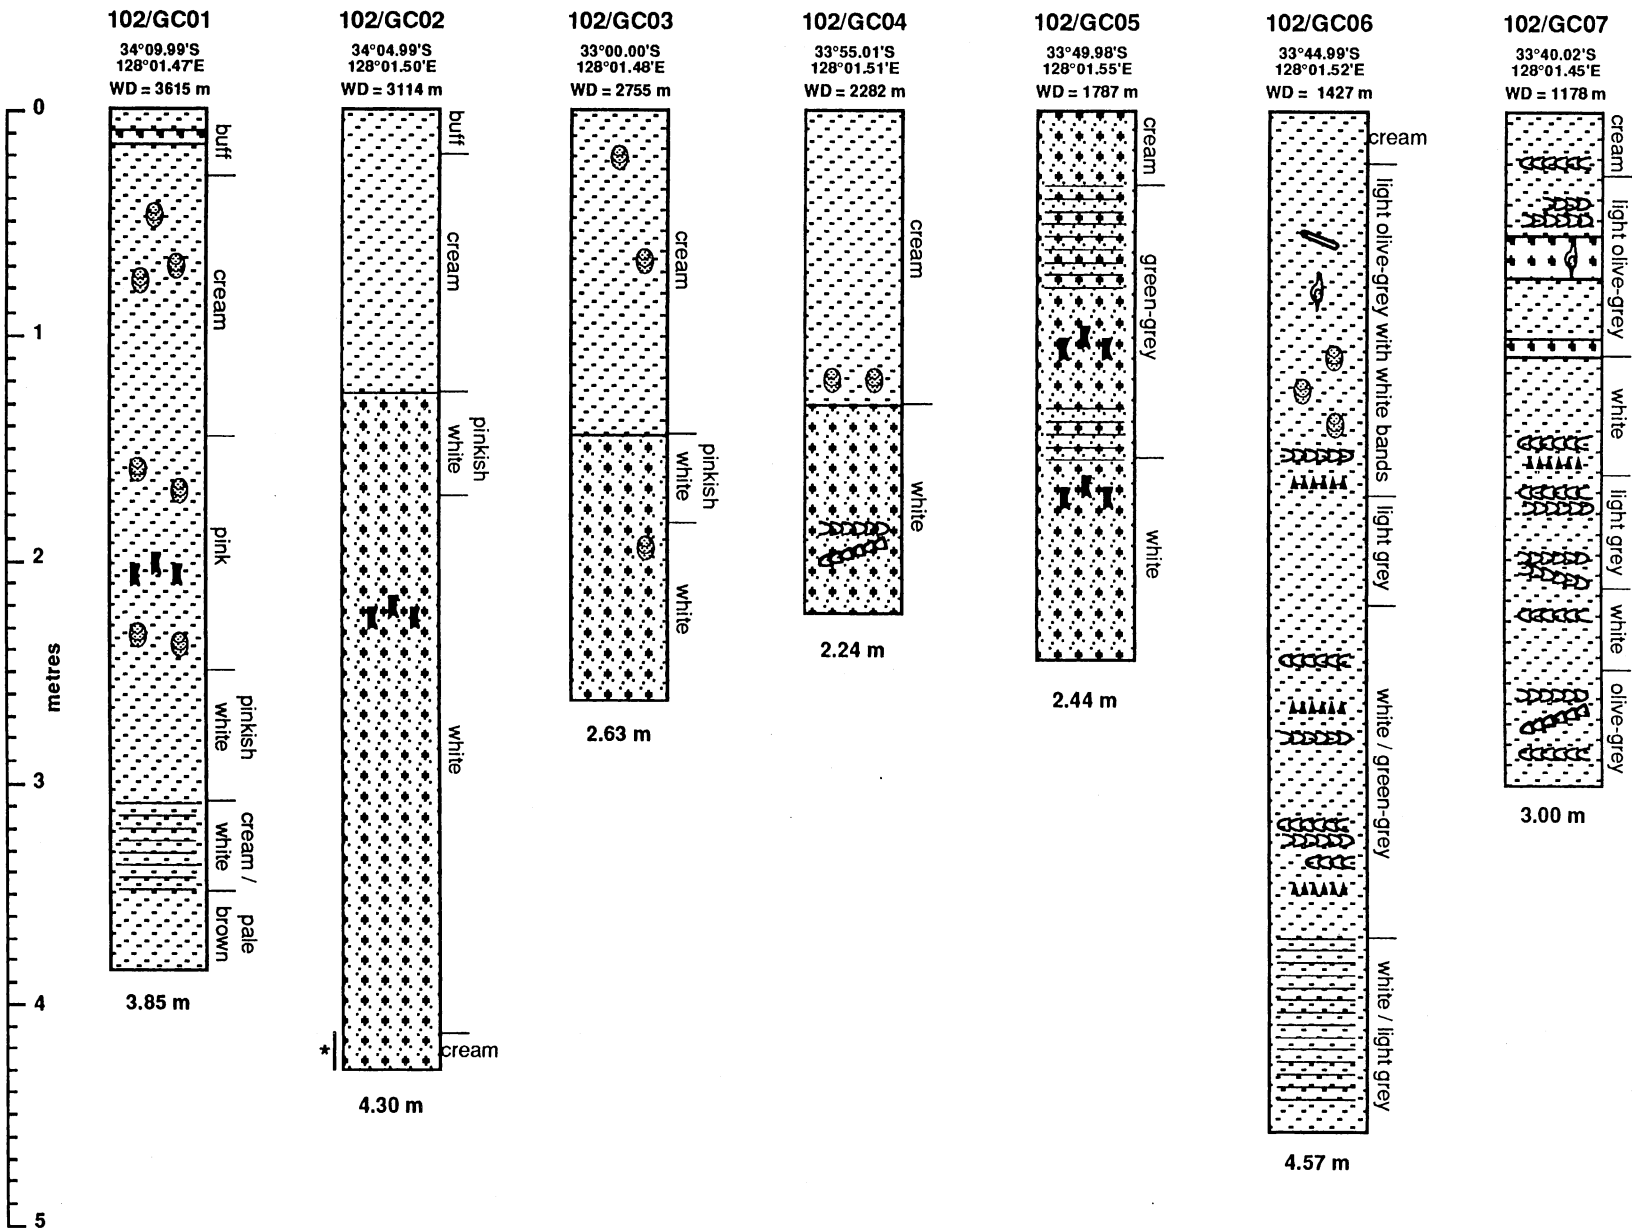 102/GC01
34°09.99'S
128°01.47'E
WD = 3615 m
buff
cream
pink
pinkish
white
cream /
white
pale
brown
3.85 m
102/GC02
34°04.99'S
128°01.50'E
WD = 3114 m
buff
cream
pinkish
white
white
cream
*
4.30 m
102/GC03
33°00.00'S
128°01.48'E
WD = 2755 m
cream
pinkish
white
white
2.63 m
102/GC04
33°55.01'S
128°01.51'E
WD = 2282 m
cream
white
2.24 m
102/GC05
33°49.98'S
128°01.55'E
WD = 1787 m
cream
green-grey
white
2.44 m
102/GC06
33°44.99'S
128°01.52'E
WD = 1427 m
cream
light olive-grey with white bands
light grey
white / green-grey
white / light grey
4.57 m
102/GC07
33°40.02'S
128°01.45'E
WD = 1178 m
cream
light olive-grey
white
light grey
white
olive-grey
3.00 m
0
1
2
3
4
5
metres